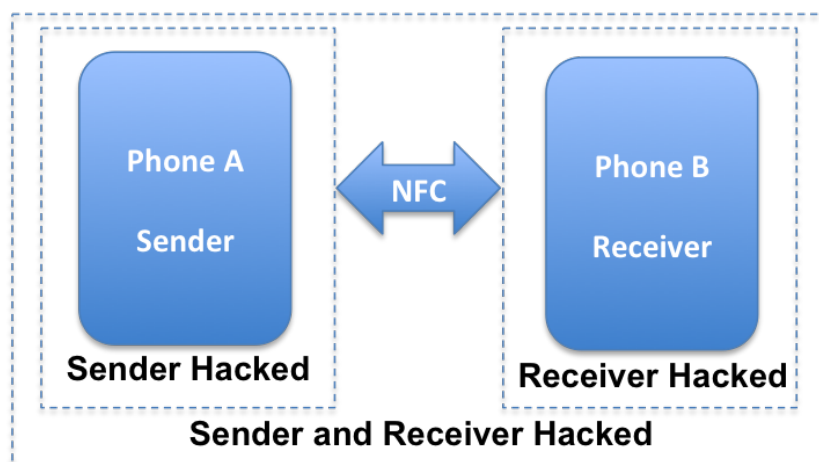 Phone A
Sender
NFC
Phone B
Receiver
Sender Hacked
Receiver Hacked
Sender and Receiver Hacked